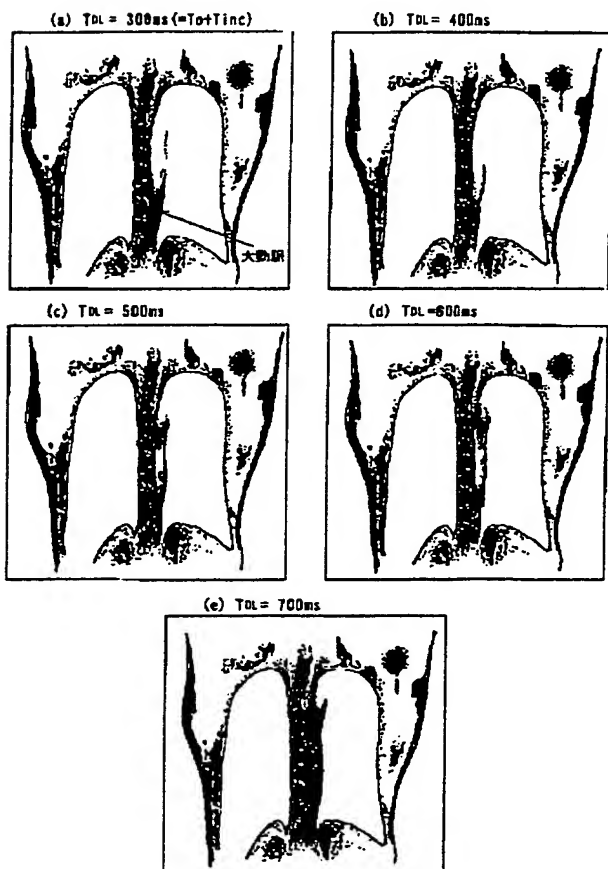 (a) TDL = 300ms (=To+Tinc)
(b) TDL = 400ms
大動脈
(c) TDL = 500ms
(d) TDL=600ms
(e) TDL = 700ms